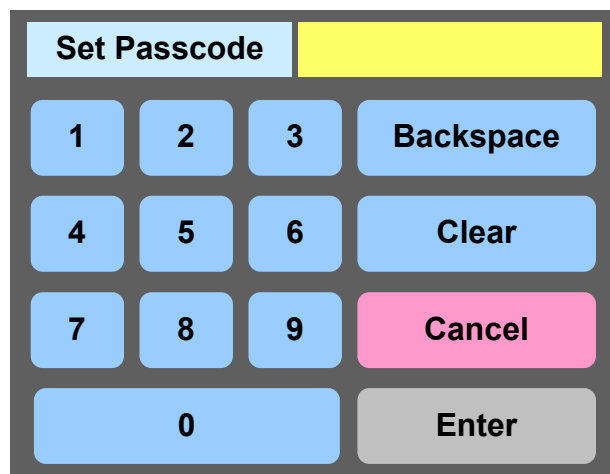 Set Passcode
1 2 3 Backspace
4 5 6 Clear
7 8 9 Cancel
0 Enter